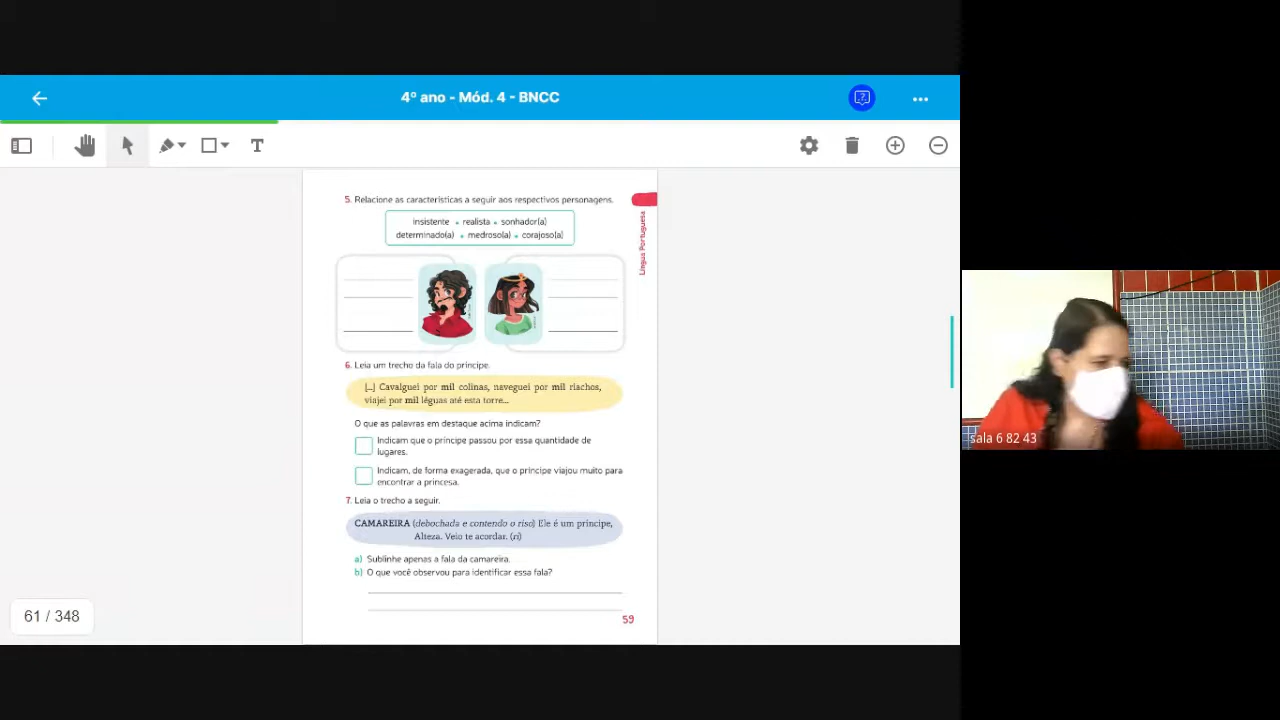 4º ano - Mód. 4 - BNCC
5. Relacione as características a seguir aos respectivos personagens.
insistente • realista • sonhador(a)
determinado(a) • medroso(a) • corajoso(a)
Língua Portuguesa
6. Leia um trecho da fala do príncipe.
[...] Cavalguei por mil colinas, naveguei por mil riachos,
viajei por mil léguas até esta torre...
O que as palavras em destaque acima indicam?
Indicam que o príncipe passou por essa quantidade de
lugares.
Indicam, de forma exagerada, que o príncipe viajou muito para
encontrar a princesa.
7. Leia o trecho a seguir.
CAMAREIRA (debochada e contendo o riso) Ele é um príncipe,
Alteza. Veio te acordar. (ri)
a) Sublinhe apenas a fala da camareira.
b) O que você observou para identificar essa fala?
59
61 / 348
sala 6 82 43